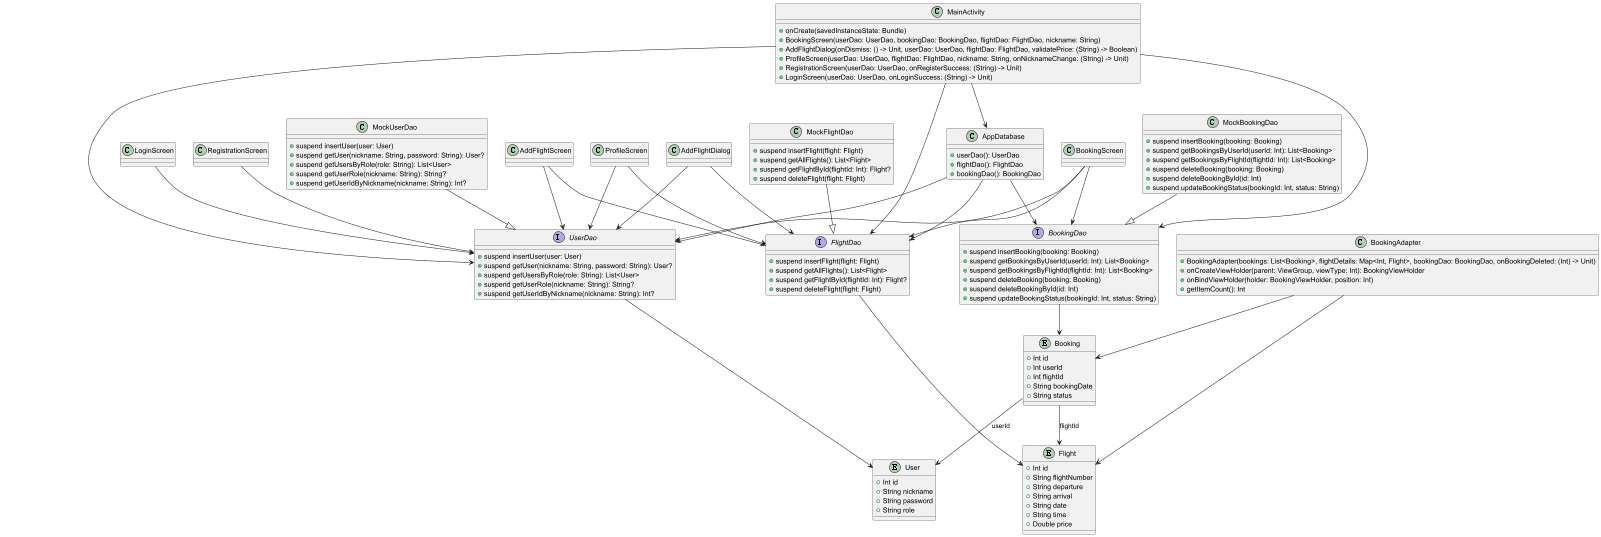 C MainActivity
onCreate(savedInstanceState: Bundle)
BookingScreen(userDao: UserDao, bookingDao: BookingDao, flightDao: FlightDao, nickname: String)
AddFlightDialog(onDismiss: () -> Unit, userDao: UserDao, flightDao: FlightDao, validatePrice: (String) -> Boolean)
ProfileScreen(userDao: UserDao, flightDao: FlightDao, nickname: String, onNicknameChange: (String) -> Unit)
RegistrationScreen(userDao: UserDao, onRegisterSuccess: (String) -> Unit)
LoginScreen(userDao: UserDao, onLoginSuccess: (String) -> Unit)
C LoginScreen
C RegistrationScreen
C MockUserDao
suspend insertUser(user: User)
suspend getUser(nickname: String, password: String): User?
suspend getUsersByRole(role: String): List<User>
suspend getUserRole(nickname: String): String?
suspend getUserIdByNickname(nickname: String): Int?
C AddFlightScreen
C ProfileScreen
C AddFlightDialog
C MockFlightDao
suspend insertFlight(flight: Flight)
suspend getAllFlights(): List<Flight>
suspend getFlightById(flightId: Int): Flight?
suspend deleteFlight(flight: Flight)
C AppDatabase
userDao(): UserDao
flightDao(): FlightDao
bookingDao(): BookingDao
C BookingScreen
C MockBookingDao
suspend insertBooking(booking: Booking)
suspend getBookingsByUserId(userId: Int): List<Booking>
suspend getBookingsByFlightId(flightId: Int): List<Booking>
suspend deleteBooking(booking: Booking)
suspend deleteBookingById(id: Int)
suspend updateBookingStatus(bookingId: Int, status: String)
I UserDao
suspend insertUser(user: User)
suspend getUser(nickname: String, password: String): User?
suspend getUsersByRole(role: String): List<User>
suspend getUserRole(nickname: String): String?
suspend getUserIdByNickname(nickname: String): Int?
I FlightDao
suspend insertFlight(flight: Flight)
suspend getAllFlights(): List<Flight>
suspend getFlightById(flightId: Int): Flight?
suspend deleteFlight(flight: Flight)
I BookingDao
suspend insertBooking(booking: Booking)
suspend getBookingsByUserId(userId: Int): List<Booking>
suspend getBookingsByFlightId(flightId: Int): List<Booking>
suspend deleteBooking(booking: Booking)
suspend deleteBookingById(id: Int)
suspend updateBookingStatus(bookingId: Int, status: String)
C BookingAdapter
BookingAdapter(bookings: List<Booking>, flightDetails: Map<Int, Flight>, bookingDao: BookingDao, onBookingDeleted: (Int) -> Unit)
onCreateViewHolder(parent: ViewGroup, viewType: Int): BookingViewHolder
onBindViewHolder(holder: BookingViewHolder, position: Int)
getItemCount(): Int
E Booking
Int id
Int userId
Int flightId
String bookingDate
String status
userId
flightId
E User
Int id
String nickname
String password
String role
E Flight
Int id
String flightNumber
String departure
String arrival
String date
String time
Double price